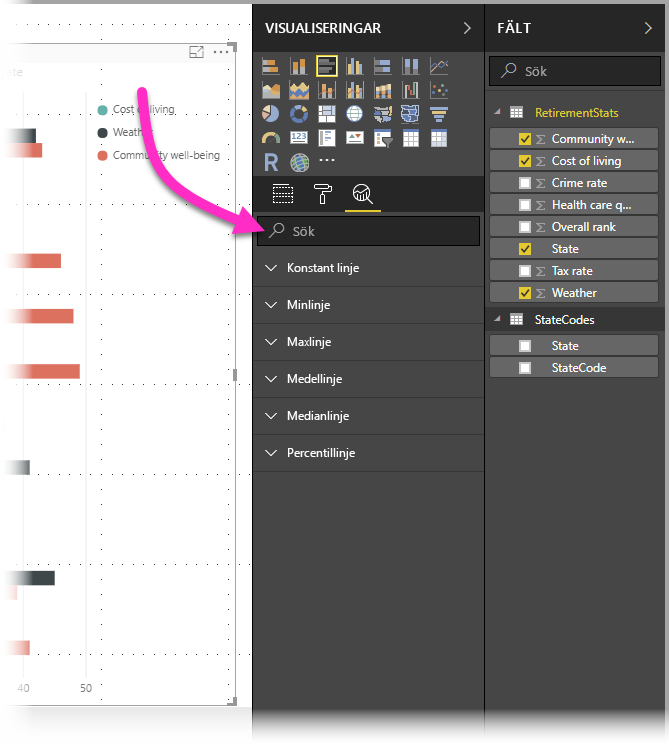 VISUALISERINGAR
FÄLT
Cost of living
Weather
Community well-being
40
50
123
R
Sök
Konstant linje
Minlinje
Maxlinje
Medellinje
Medianlinje
Percentillinje
Sök
RetirementStats
Community w...
Cost of living
Crime rate
Health care q...
Overall rank
State
Tax rate
Weather
StateCodes
State
StateCode